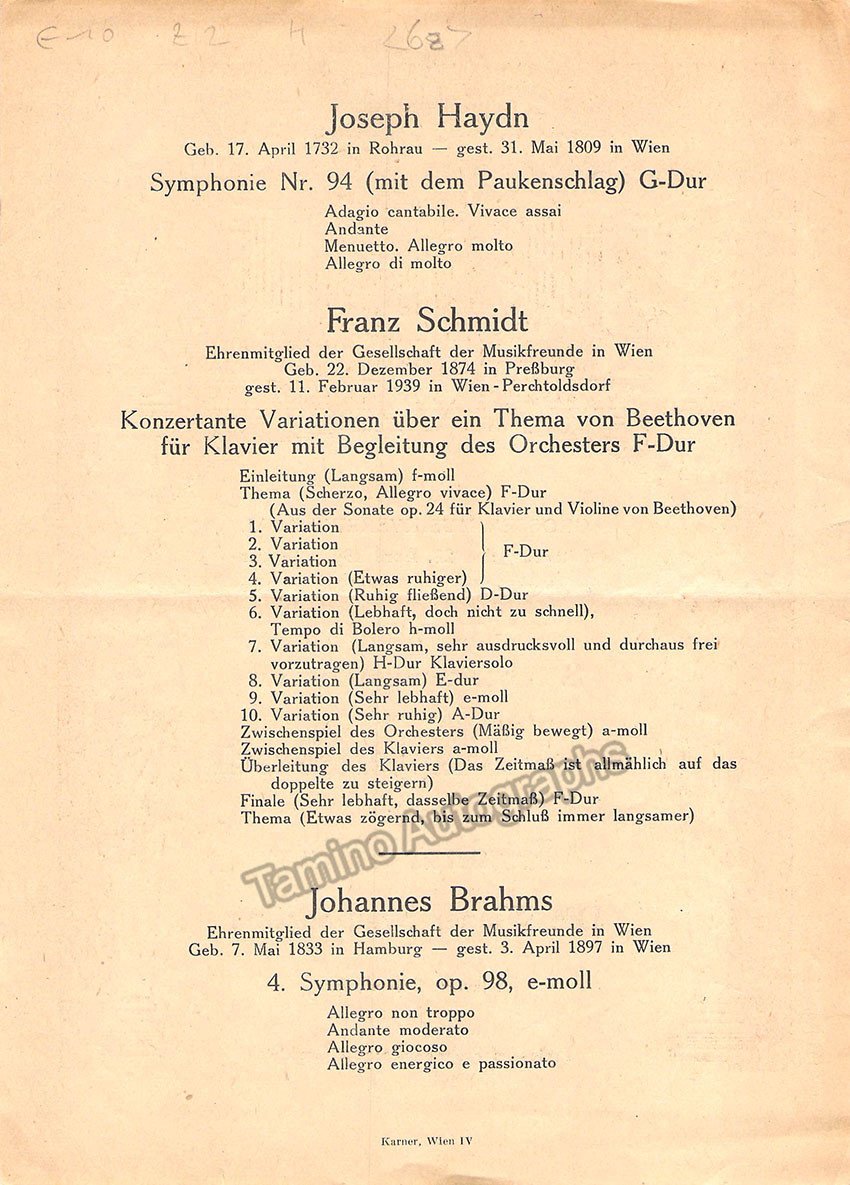 E-10 Z 2 H
Joseph Haydn
Geb. 17. April 1732 in Rohrau — gest. 31. Mai 1809 in Wien
Symphonie Nr. 94 (mit dem Paukenschlag) G-Dur
Adagio cantabile. Vivace assai
Andante
Menuetto. Allegro molto
Allegro di molto
Franz Schmidt
Ehrenmitglied der Gesellschaft der Musikfreunde in Wien
Geb. 22. Dezember 1874 in Preßburg
gest. 11. Februar 1939 in Wien-Perchtoldsdorf
Konzertante Variationen über ein Thema von Beethoven
für Klavier mit Begleitung des Orchesters F-Dur
Einleitung (Langsam) f-moll
Thema (Scherzo, Allegro vivace) F-Dur
(Aus der Sonate op. 24 für Klavier und Violine von Beethoven)
1. Variation
2. Variation
F-Dur
3. Variation
4. Variation (Etwas ruhiger)
5. Variation (Ruhig fließend) D-Dur
6. Variation (Lebhaft, doch nicht zu schnell),
Tempo di Bolero h-moll
7. Variation (Langsam, sehr ausdrucksvoll und durchaus frei
vorzutragen) H-Dur Klaviersolo
8. Variation (Langsam) E-dur
9. Variation (Sehr lebhaft) e-moll
10. Variation (Sehr ruhig) A-Dur
Zwischenspiel des Orchesters (Mäßig bewegt) a-moll
Zwischenspiel des Klaviers a-moll
Überleitung des Klaviers (Das Zeitmaß ist allmählich auf das
doppelte zu steigern)
Finale (Sehr lebhaft, dasselbe Zeitmaß) F-Dur
Thema (Etwas zögernd, bis zum Schluß immer langsamer)
Tamino Autographs
Johannes Brahms
Ehrenmitglied der Gesellschaft der Musikfreunde in Wien
Geb. 7. Mai 1833 in Hamburg — gest. 3. April 1897 in Wien
4. Symphonie, op. 98, e-moll
Allegro non troppo
Andante moderato
Allegro giocoso
Allegro energico e passionato
Karner, Wien IV